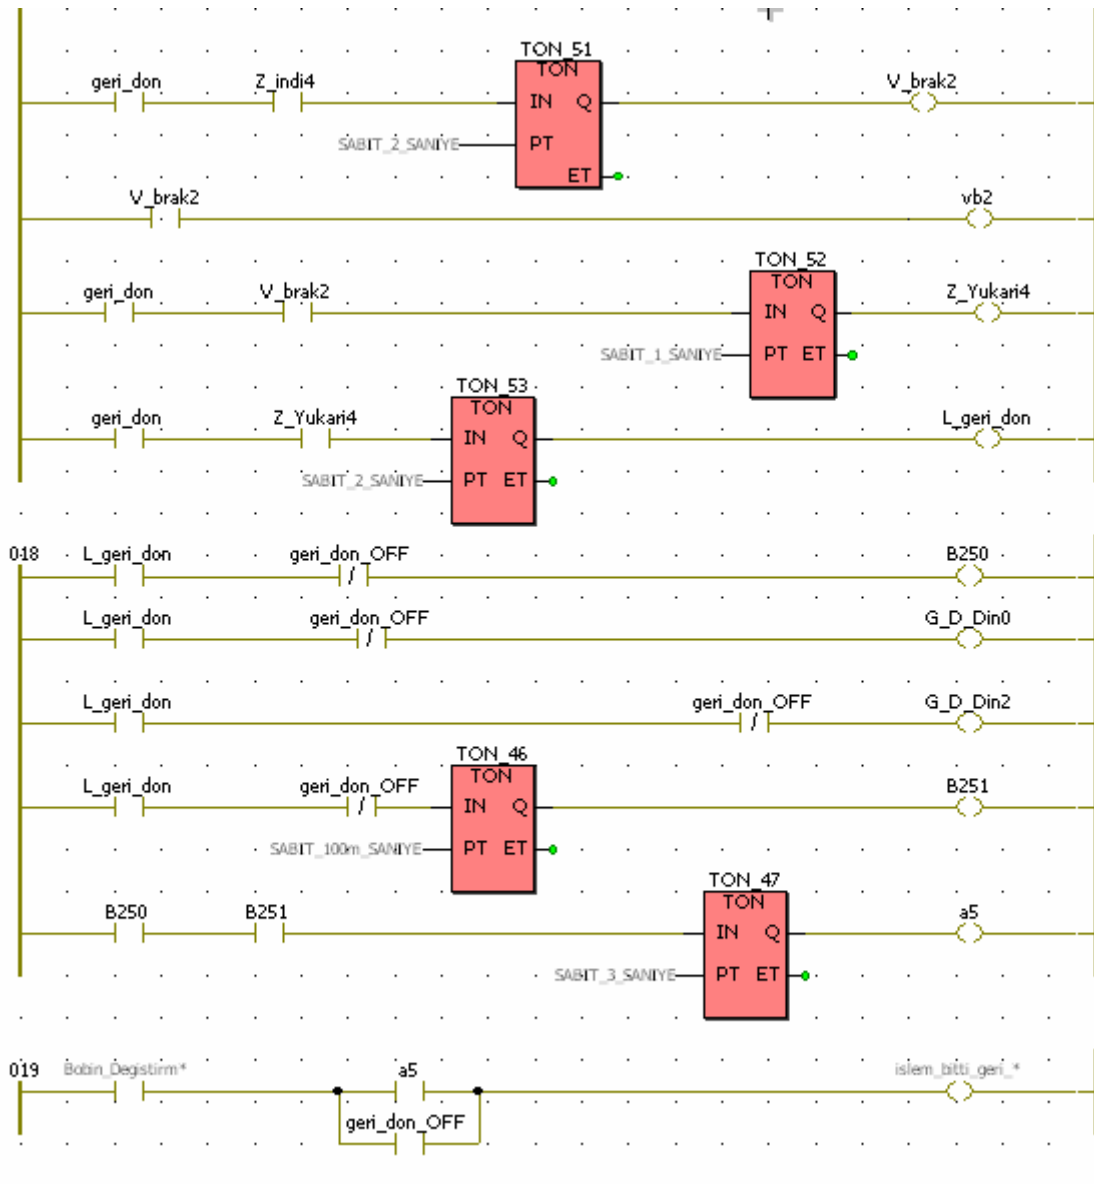 TON_51
geri_don Z_indi4 TON V_brak2
IN Q
SABIT_2_SANIYE PT
ET
V_brak2 vb2
TON_52
geri_don V_brak2 TON Z_Yukari4
IN Q
SABIT_1_SANIYE PT ET
TON_53
geri_don Z_Yukari4 TON L_geri_don
IN Q
SABIT_2_SANIYE PT ET
018 L_geri_don geri_don_OFF B250
L_geri_don geri_don_OFF G_D_Din0
L_geri_don geri_don_OFF G_D_Din2
TON_46
L_geri_don geri_don_OFF TON B251
IN Q
SABIT_100m_SANIYE PT ET
TON_47
B250 B251 TON a5
IN Q
SABIT_3_SANIYE PT ET
019 Bobin_Degistirm* a5 islem_bitti_geri_*
geri_don_OFF